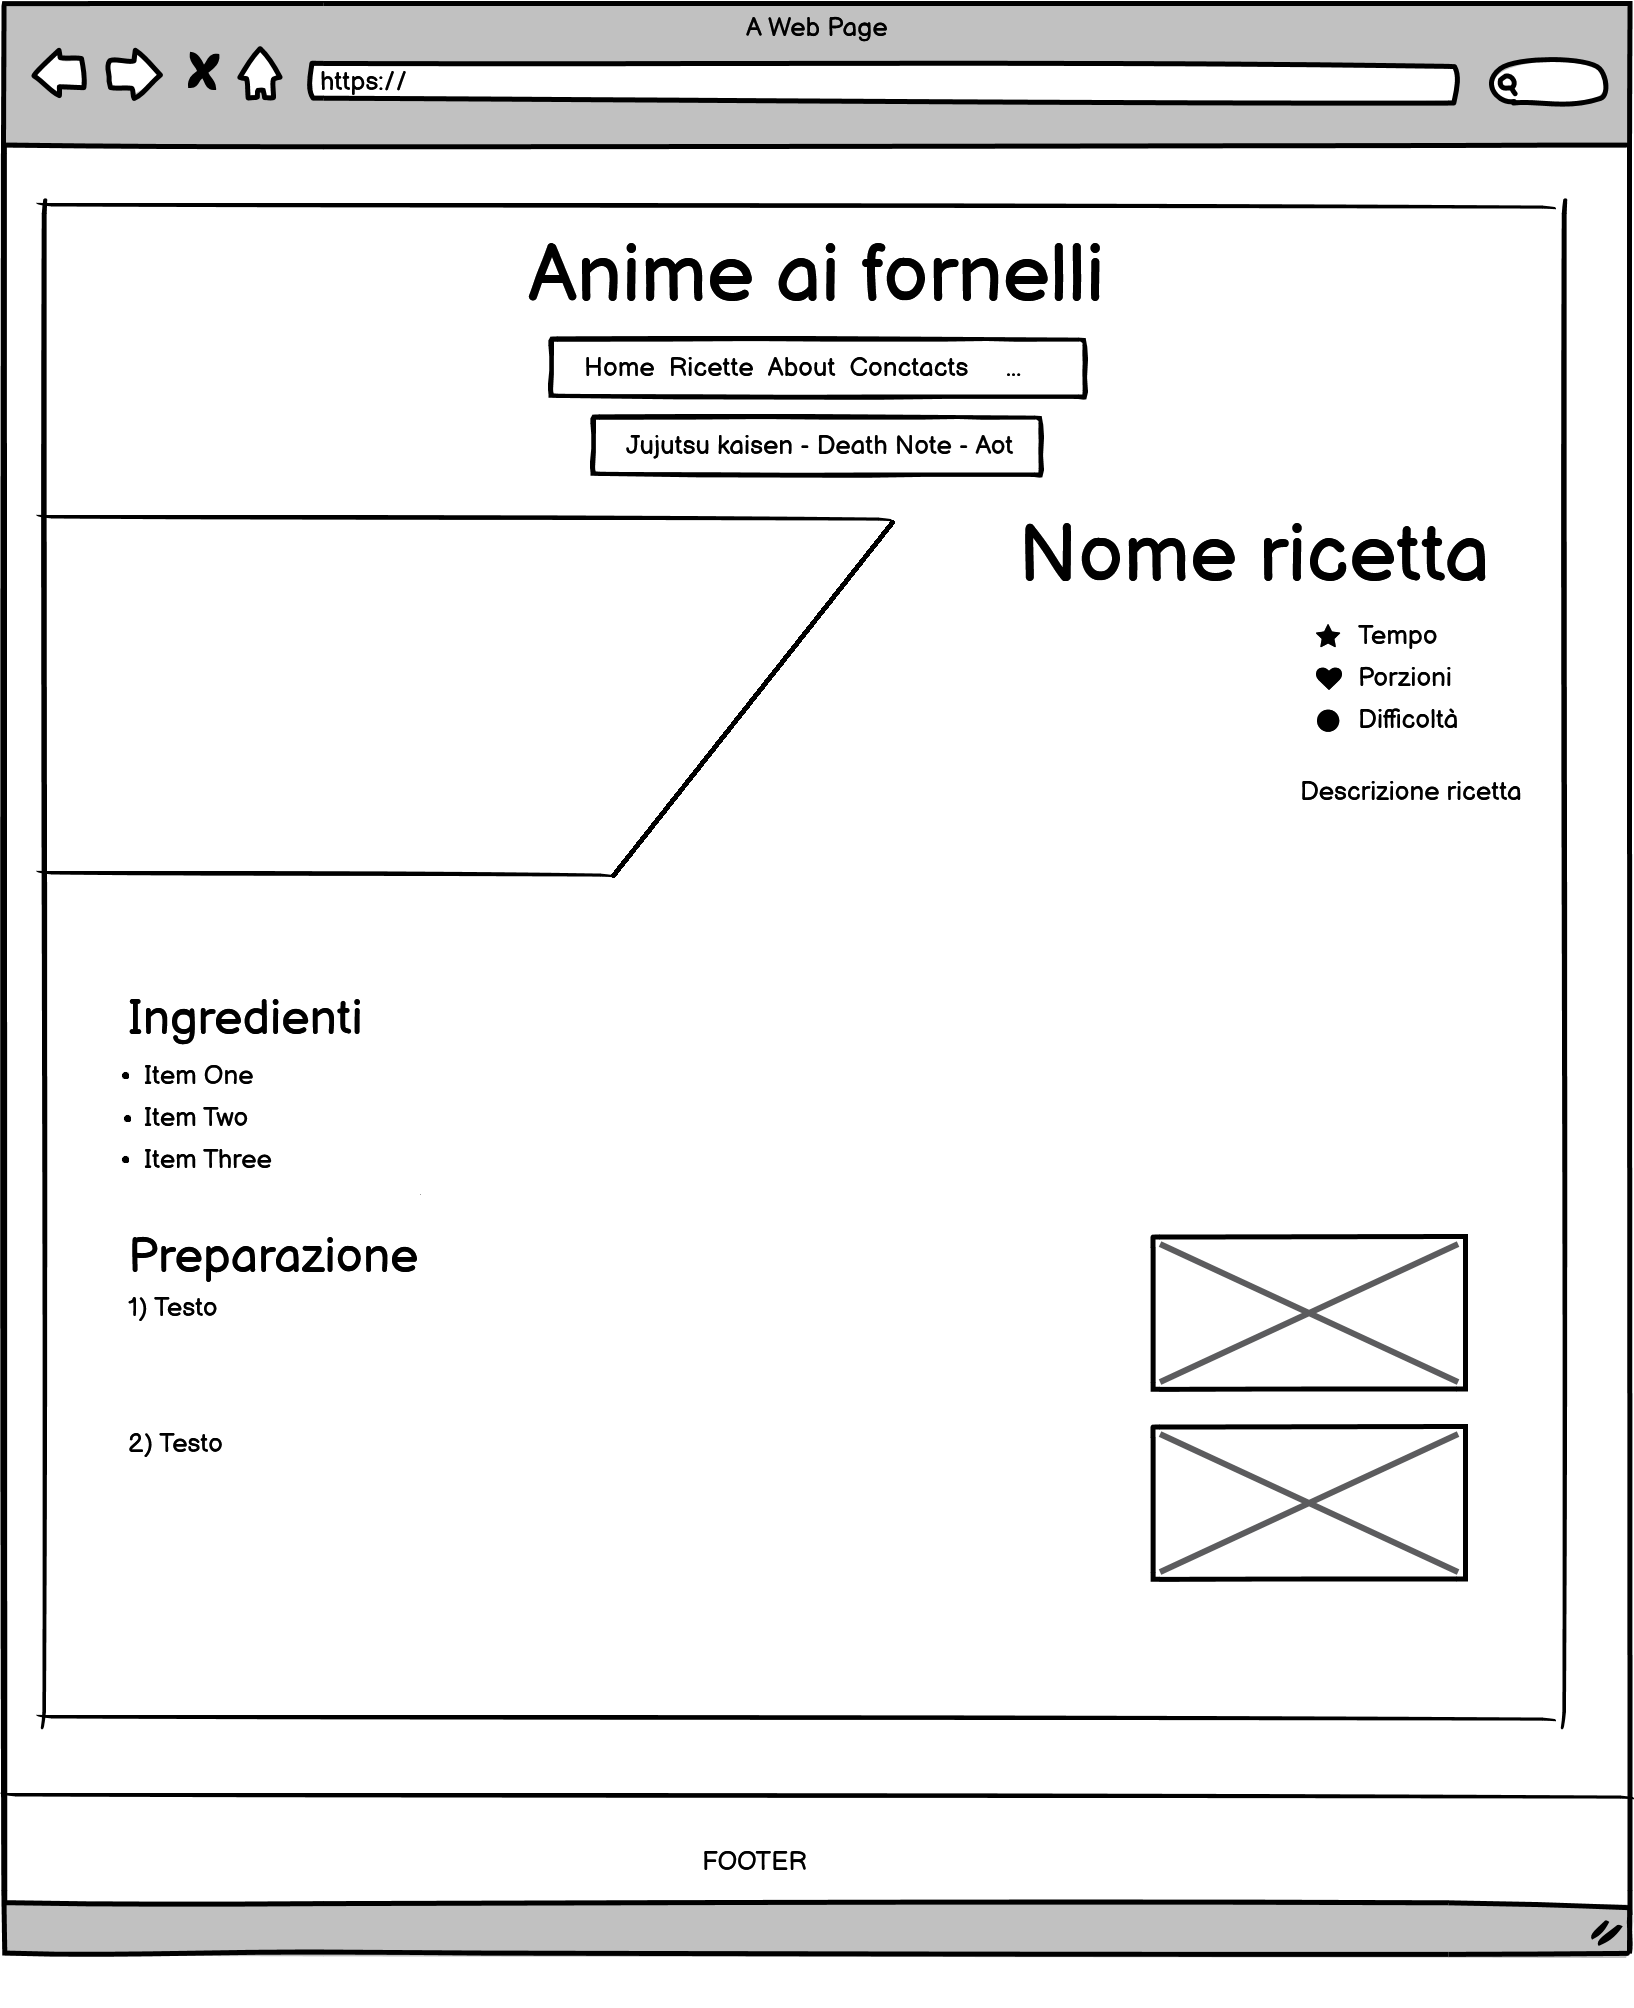 A Web Page
https://
Anime ai fornelli
Home Ricette About Conctacts ...
Jujutsu kaisen - Death Note - Aot
Nome ricetta
Tempo
Porzioni
Difficoltà
Descrizione ricetta
Ingredienti
• Item One
• Item Two
• Item Three
Preparazione
1) Testo
2) Testo
FOOTER